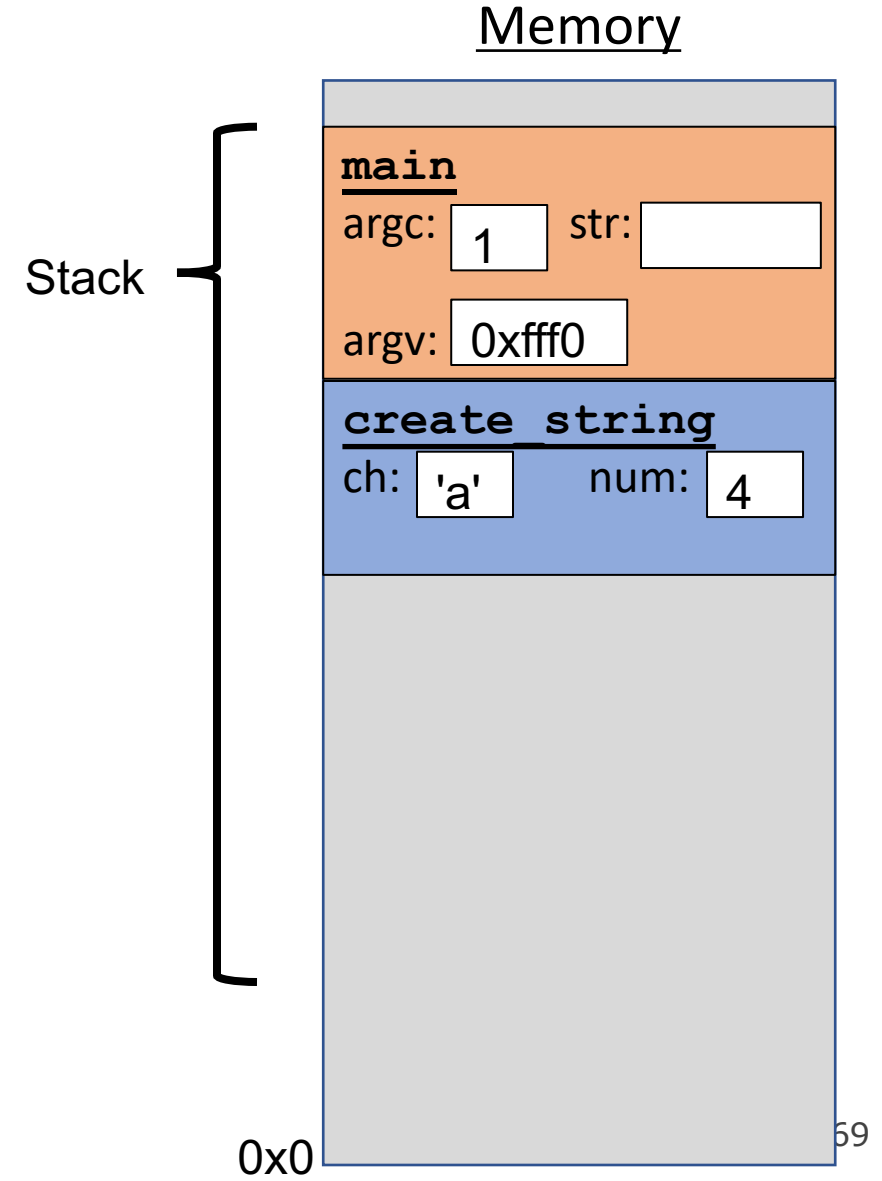 Memory
main
argc: 1 str:
Stack
argv: 0xfff0
create_string
ch: 'a' num: 4
69
0x0